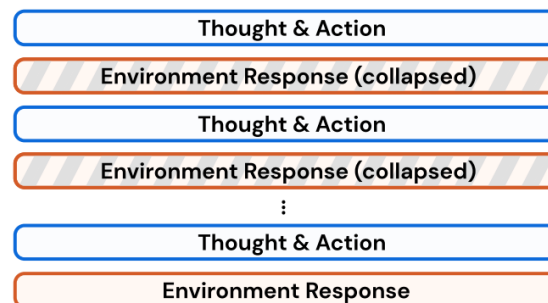 Thought & Action
Environment Response (collapsed)
Thought & Action
Environment Response (collapsed)
⋮
Thought & Action
Environment Response